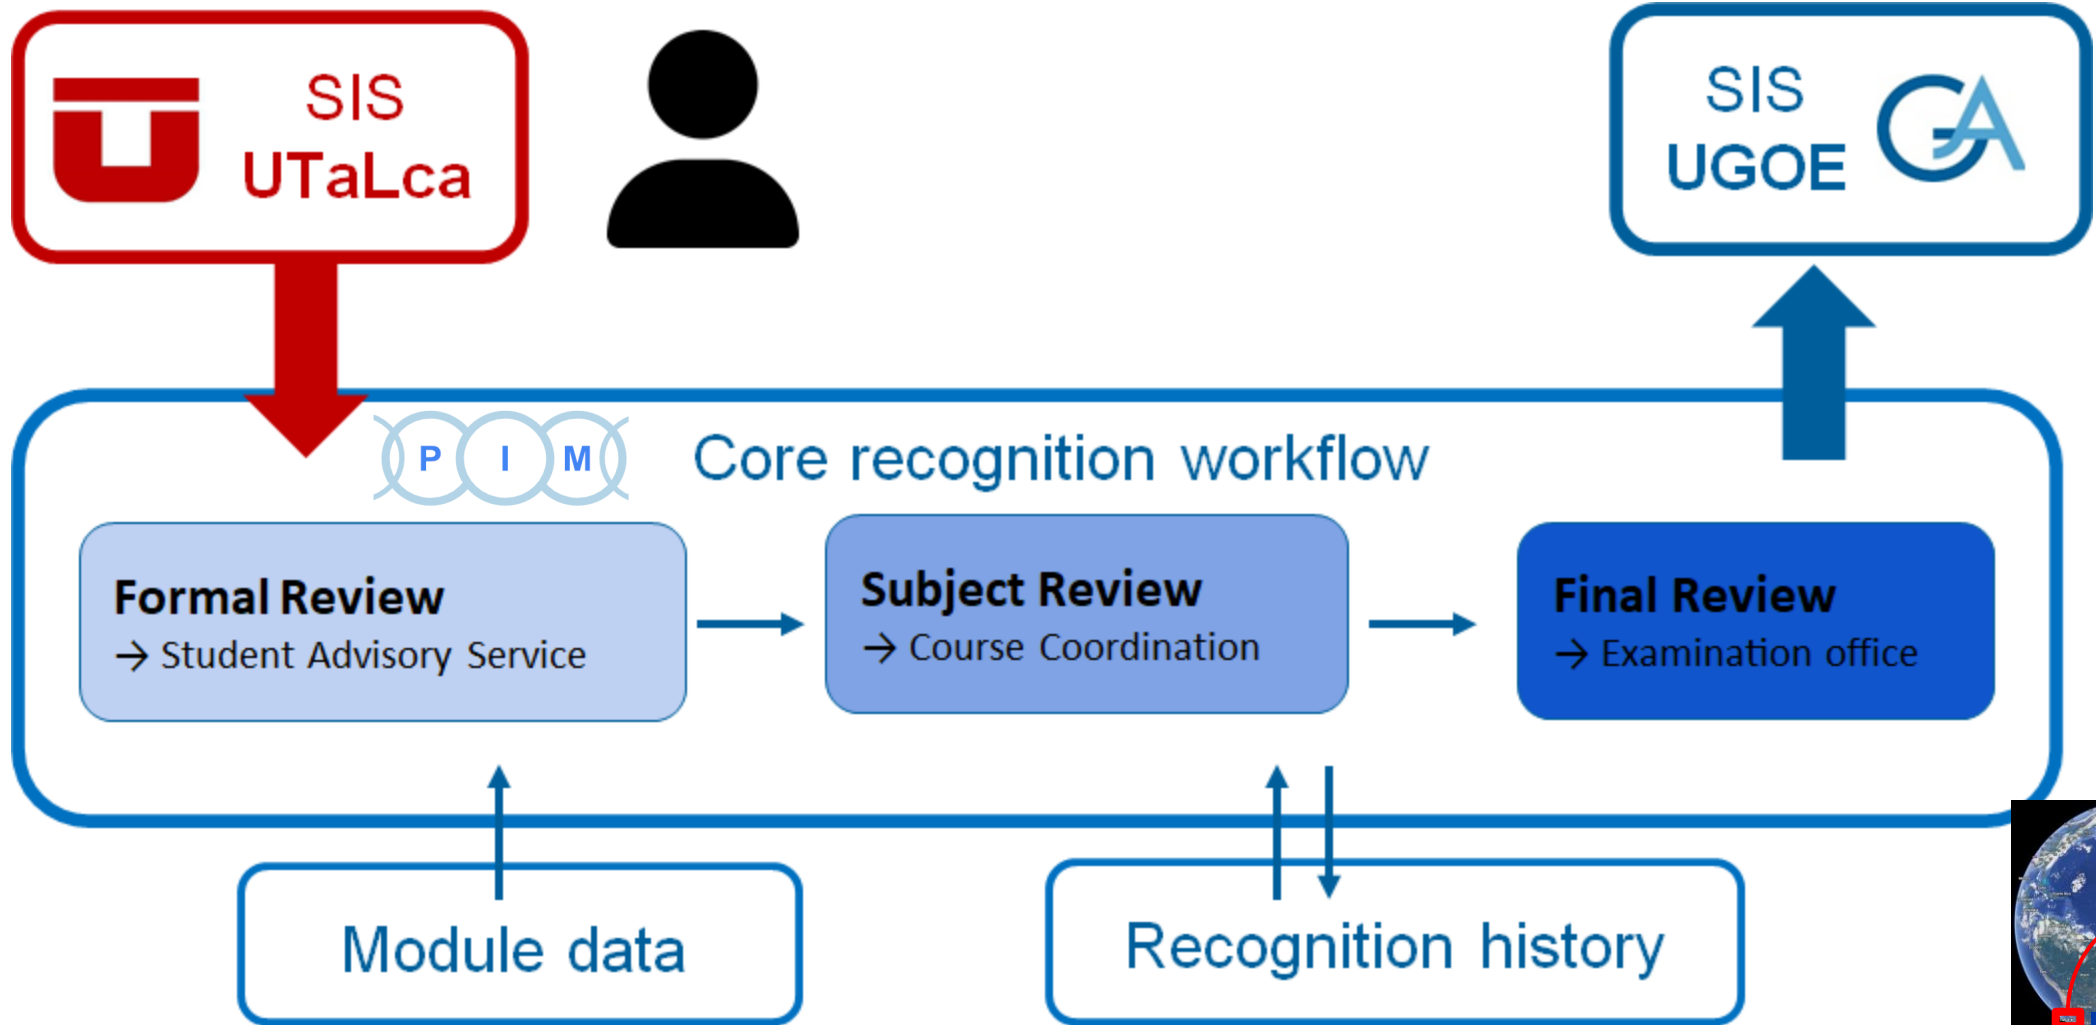 SIS
UTaLca
SIS
UGOE
P I M
Core recognition workflow
Formal Review
→ Student Advisory Service
Subject Review
→ Course Coordination
Final Review
→ Examination office
Module data
Recognition history